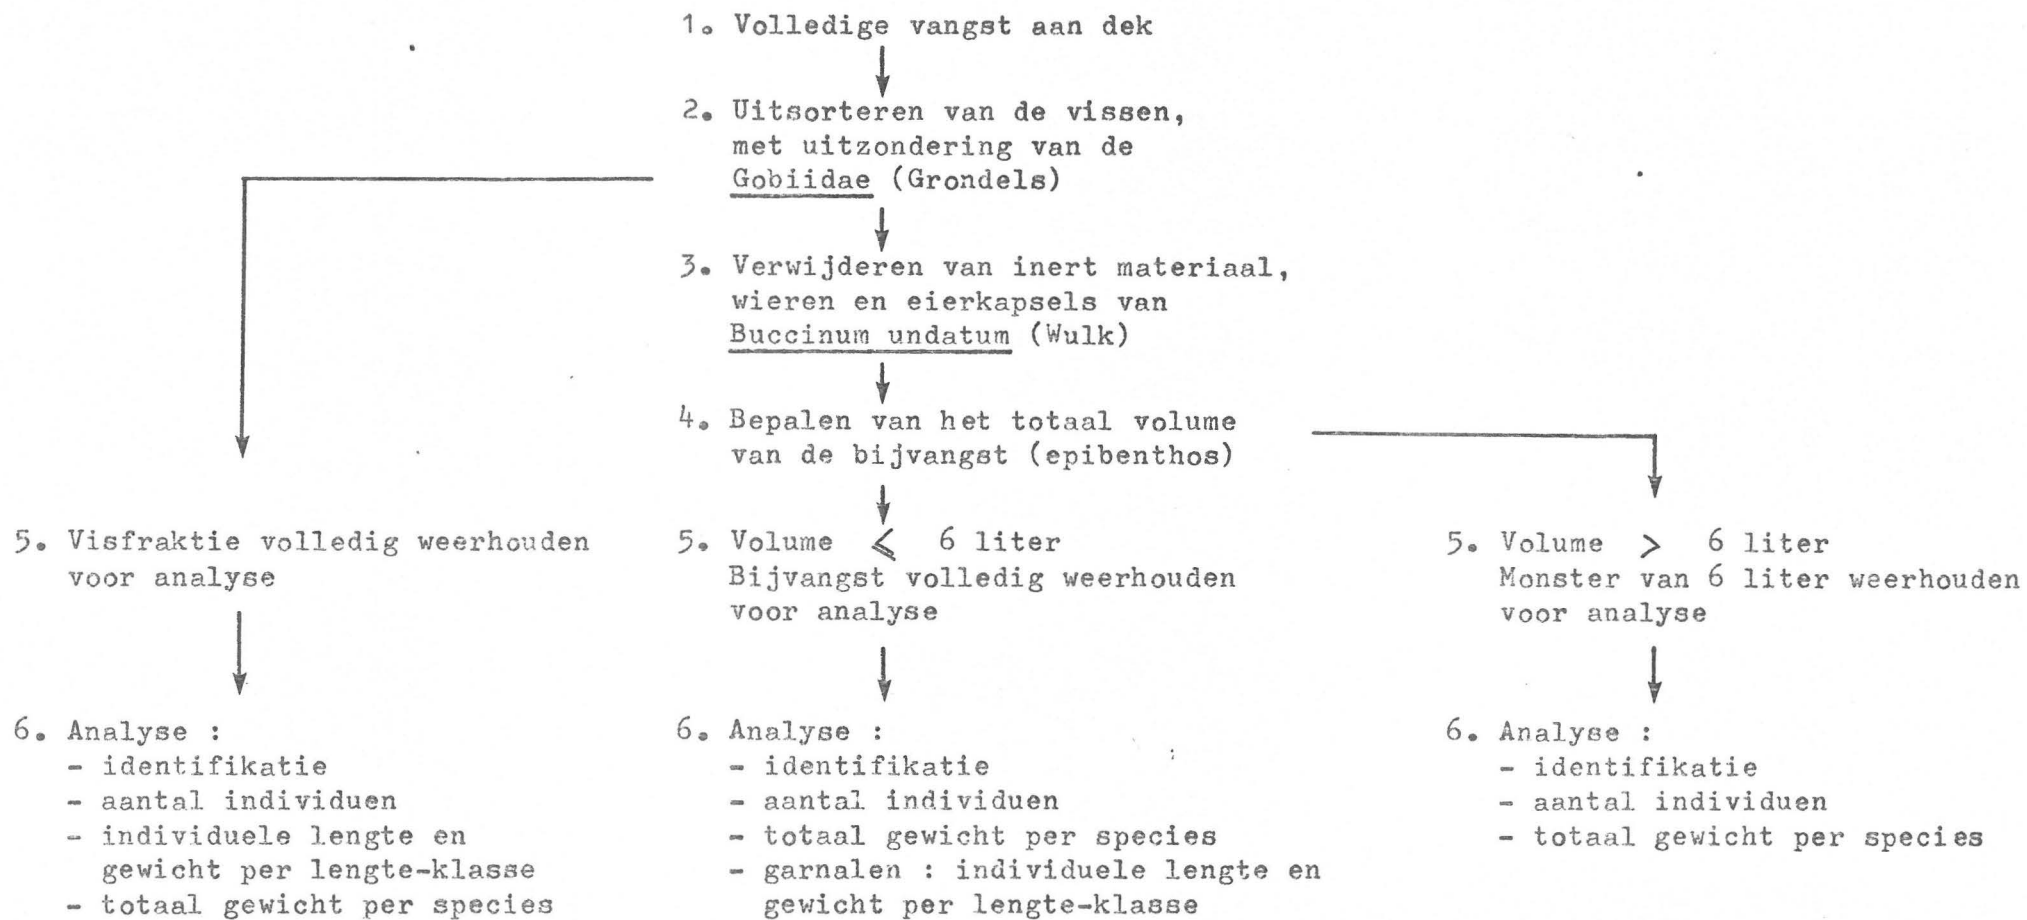 1. Volledige vangst aan dek
2. Uitsorteren van de vissen,
met uitzondering van de
Gobiidae (Grondels)
3. Verwijderen van inert materiaal,
wieren en eierkapsels van
Buccinum undatum (Wulk)
4. Bepalen van het totaal volume
van de bijvangst (epibenthos)
5. Visfraktie volledig weerhouden
voor analyse
6. Analyse :
- identifikatie
- aantal individuen
- individuele lengte en
gewicht per lengte-klasse
- totaal gewicht per species
5. Volume ⩽ 6 liter
Bijvangst volledig weerhouden
voor analyse
6. Analyse :
- identifikatie
- aantal individuen
- totaal gewicht per species
- garnalen : individuele lengte en
gewicht per lengte-klasse
5. Volume > 6 liter
Monster van 6 liter weerhouden
voor analyse
6. Analyse :
- identifikatie
- aantal individuen
- totaal gewicht per species